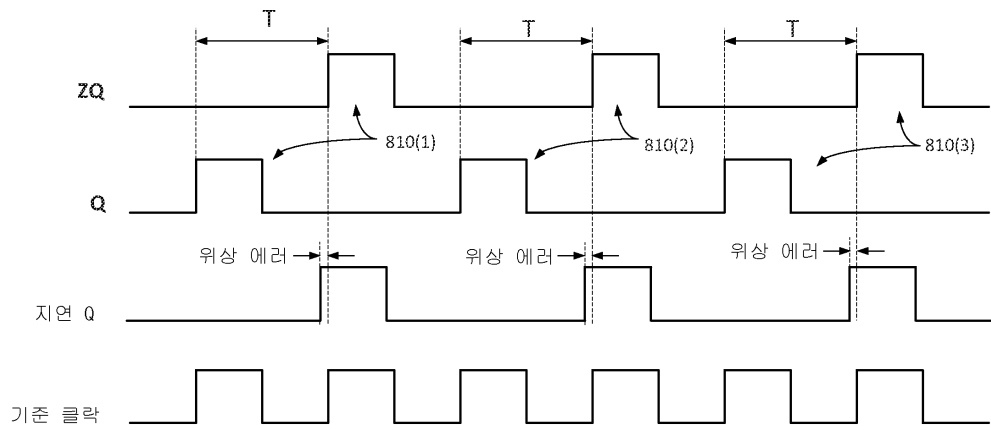 T T T
ZQ
810(1) 810(2) 810(3)
Q
위상 에러 위상 에러 위상 에러
지연 Q
기준 클락